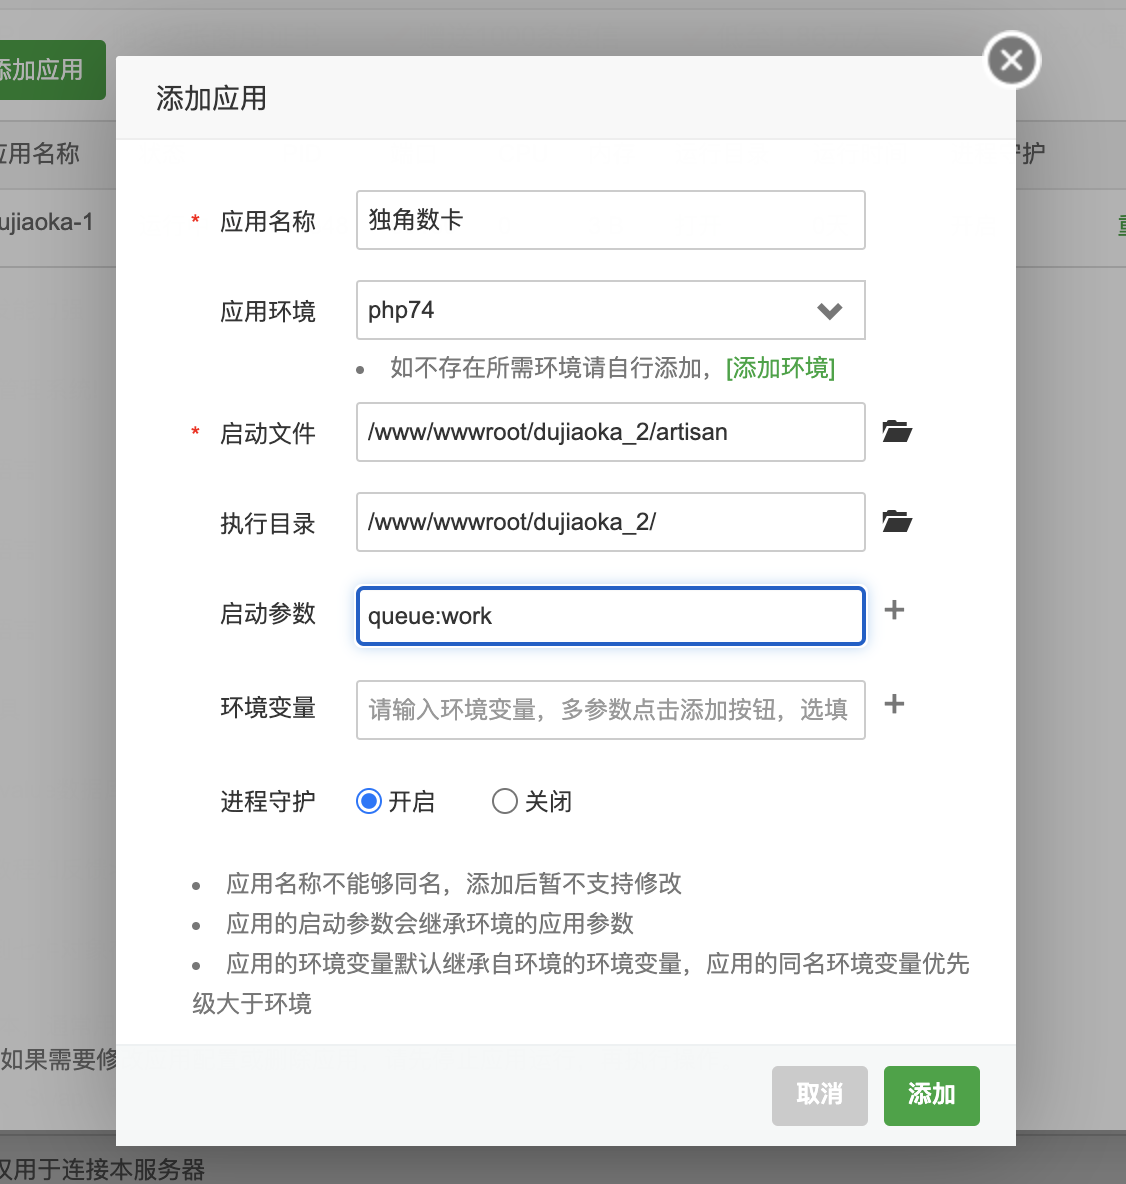 添加应用
添加应用
应用名称
守护
* 应用名称 独角数卡
ujiaoka-1
应用环境 php74
• 如不存在所需环境请自行添加，[添加环境]
* 启动文件 /www/wwwroot/dujiaoka_2/artisan
执行目录 /www/wwwroot/dujiaoka_2/
启动参数 queue:work +
环境变量 请输入环境变量，多参数点击添加按钮，选填 +
进程守护 开启 关闭
• 应用名称不能够同名，添加后暂不支持修改
• 应用的启动参数会继承环境的应用参数
• 应用的环境变量默认继承自环境的环境变量，应用的同名环境变量优先
级大于环境
如果需要修
取消 添加
仅用于连接本服务器